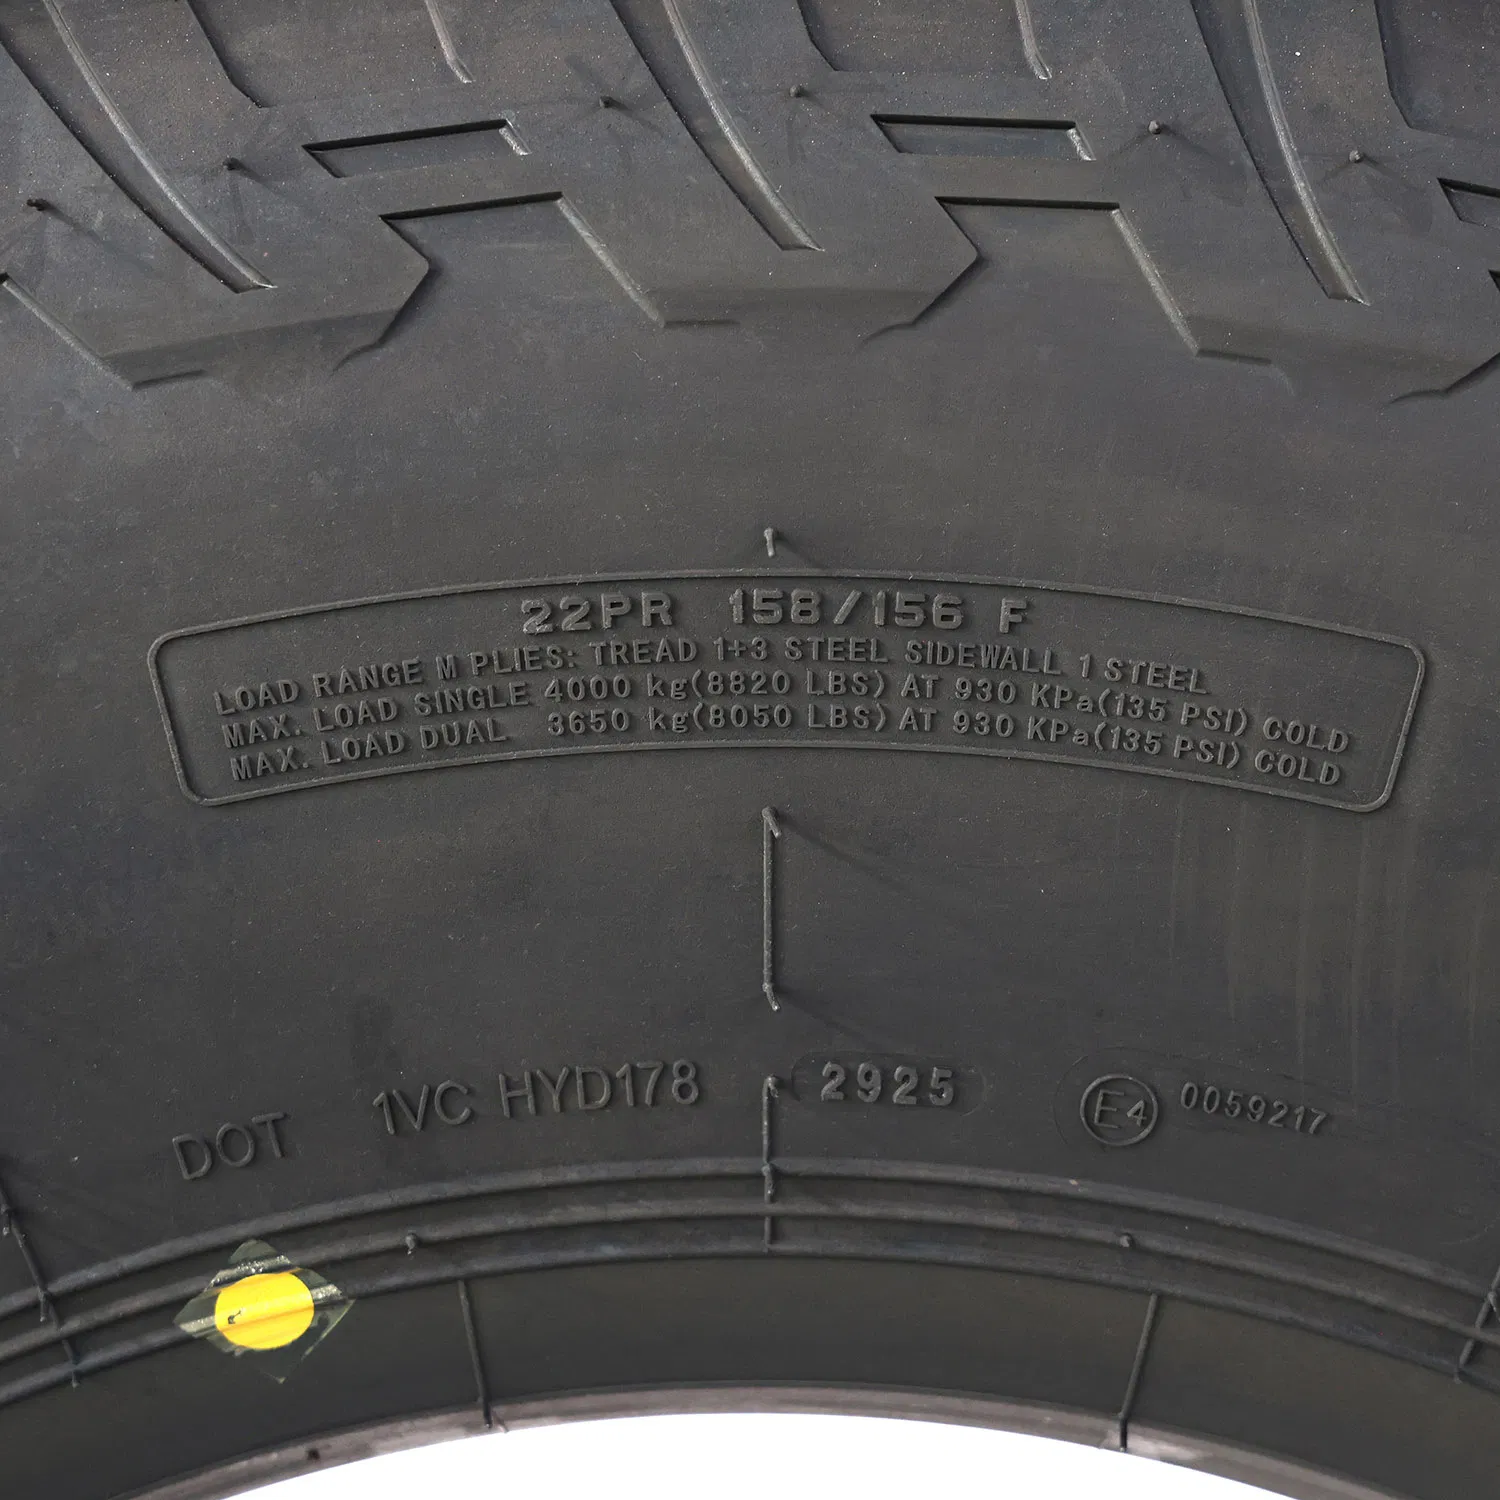 22PR 158/156 F
LOAD RANGE M PLIES: TREAD 1+3 STEEL SIDEWALL 1 STEEL
MAX. LOAD SINGLE 4000 kg(8820 LBS) AT 930 KPa(135 PSI) COLD
MAX. LOAD DUAL 3650 kg(8050 LBS) AT 930 KPa(135 PSI) COLD
DOT 1VC HYD178 2925 E4 0059217